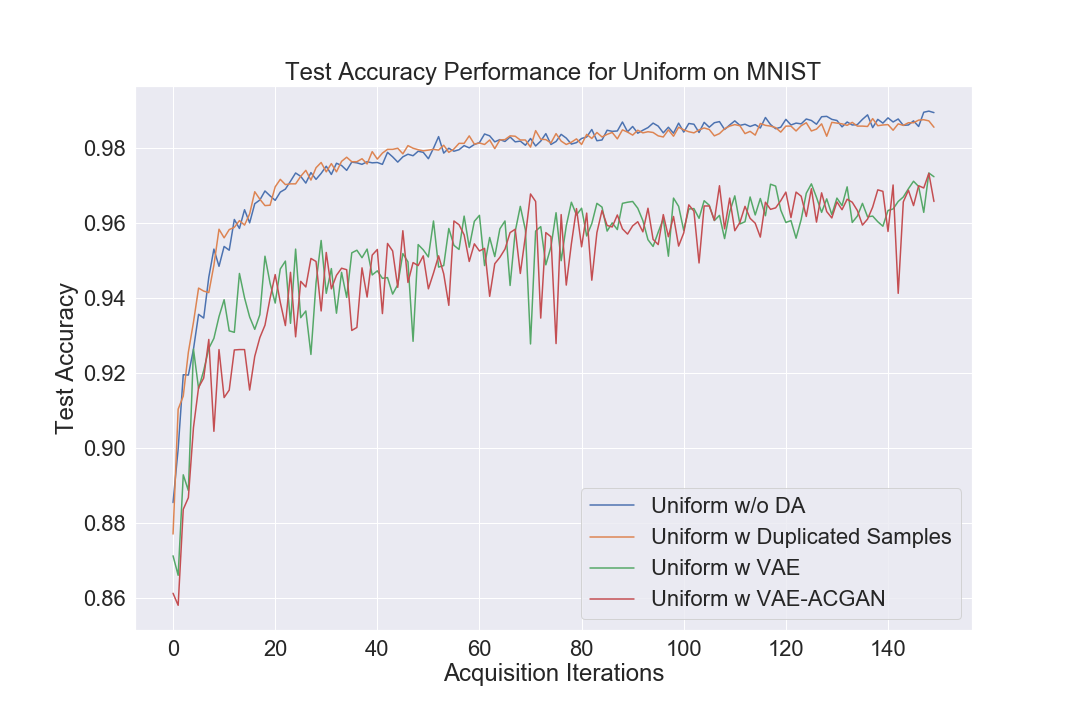 Test Accuracy Performance for Uniform on MNIST
Test Accuracy
0.98
0.96
0.94
0.92
0.90
0.88
0.86
0 20 40 60 80 100 120 140
Acquisition Iterations
Uniform w/o DA
Uniform w Duplicated Samples
Uniform w VAE
Uniform w VAE-ACGAN